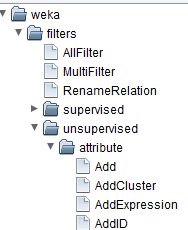 weka
filters
AllFilter
MultiFilter
RenameRelation
supervised
unsupervised
attribute
Add
AddCluster
AddExpression
AddID